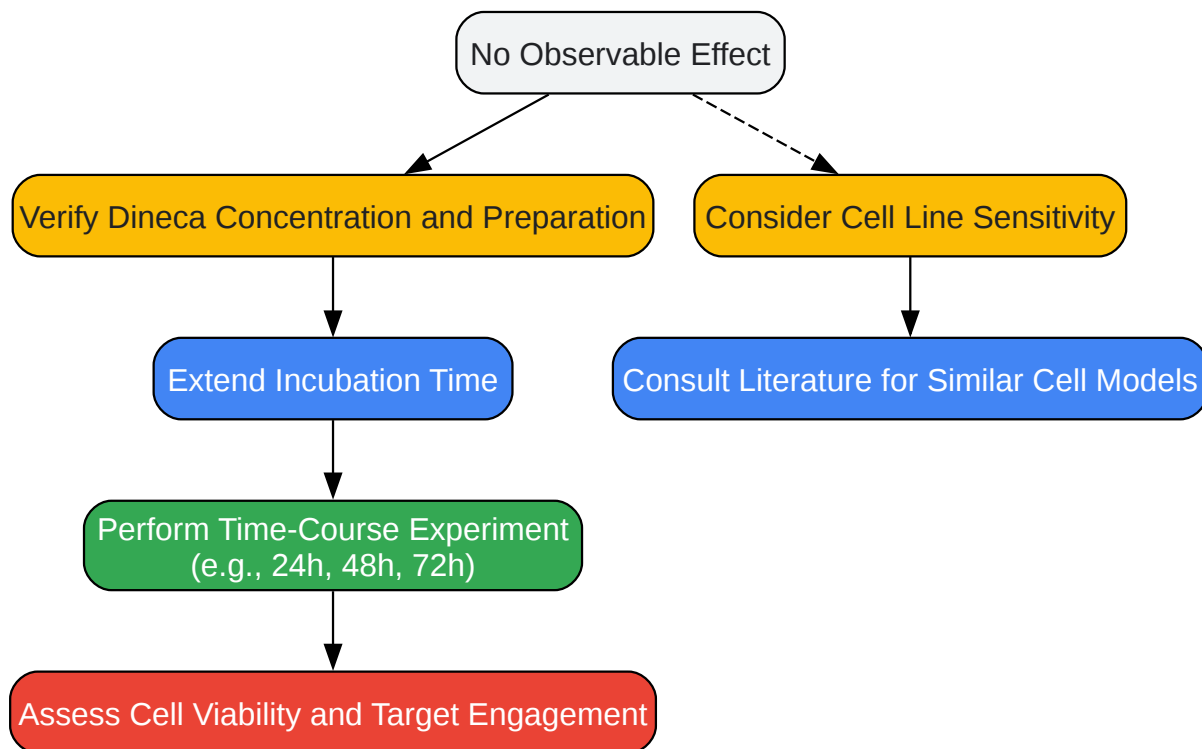 No Observable Effect
Verify Dineca Concentration and Preparation
Consider Cell Line Sensitivity
Extend Incubation Time
Consult Literature for Similar Cell Models
Perform Time-Course Experiment
(e.g., 24h, 48h, 72h)
Assess Cell Viability and Target Engagement